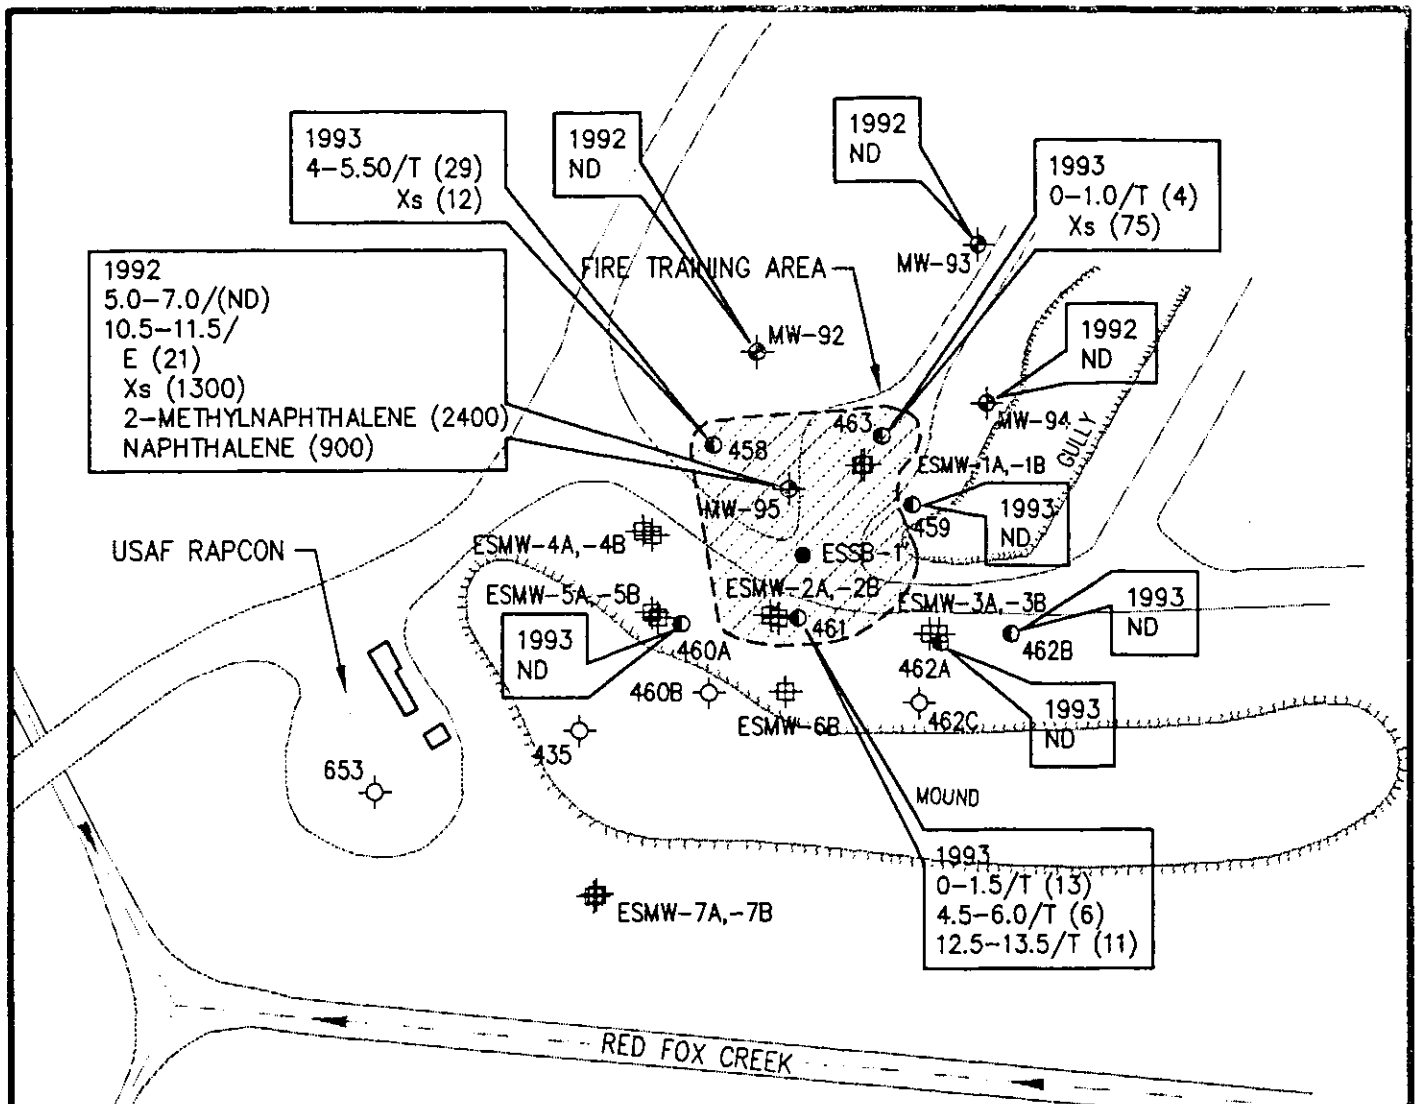 1993
4-5.50/T (29)
Xs (12)
1992
ND
1992
ND
1993
0-1.0/T (4)
Xs (75)
MW-93
FIRE TRAINING AREA
1992
5.0-7.0/(ND)
10.5-11.5/
E (21)
Xs (1300)
2-METHYLNAPHTHALENE (2400)
NAPHTHALENE (900)
MW-92
1992
ND
MW-94
GULLY
463
458
ESMW-1A,-1B
MW-95
459
1993
ND
USAF RAPCON
ESMW-4A,-4B
ESSB-1
ESMW-5A,-5B
ESMW-2A,-2B
ESMW-3A,-3B
1993
ND
1993
ND
460A
461
462A
462B
460B
ESMW-6B
462C
1993
ND
435
653
MOUND
1993
0-1.5/T (13)
4.5-6.0/T (6)
12.5-13.5/T (11)
ESMW-7A,-7B
RED FOX CREEK